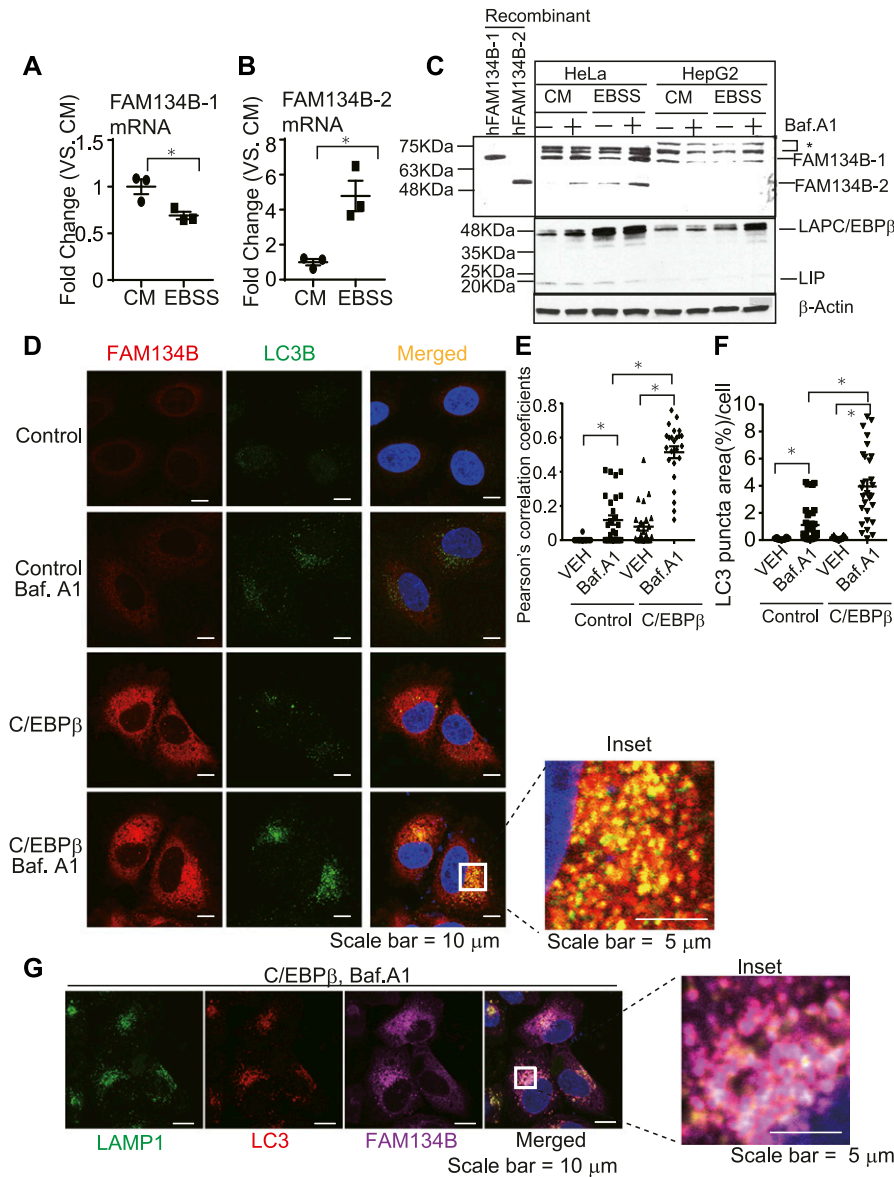 A
FAM134B-1
mRNA
Fold Change (VS. CM)
1.5
1
0.5
0
*
CM
EBSS
B
FAM134B-2
mRNA
Fold Change (VS. CM)
8
6
4
2
0
*
CM
EBSS
C
Recombinant
hFAM134B-1
hFAM134B-2
HeLa
HepG2
CM
EBSS
CM
EBSS
− + − + − + − +
Baf.A1
75KDa
63KDa
48KDa
*
FAM134B-1
FAM134B-2
48KDa
35KDa
25KDa
20KDa
LAPC/EBPβ
LIP
β-Actin
D
FAM134B
LC3B
Merged
Control
Control
Baf. A1
C/EBPβ
C/EBPβ
Baf. A1
Scale bar = 10 μm
Inset
Scale bar = 5 μm
E
Pearson's correlation coeficients
0.8
0.6
0.4
0.2
0
*
*
*
VEH
Baf.A1
VEH
Baf.A1
Control
C/EBPβ
F
LC3 puncta area(%)/cell
10
8
6
4
2
0
*
*
*
VEH
Baf.A1
VEH
Baf.A1
Control
C/EBPβ
G
C/EBPβ, Baf.A1
LAMP1
LC3
FAM134B
Merged
Scale bar = 10 μm
Inset
Scale bar = 5 μm